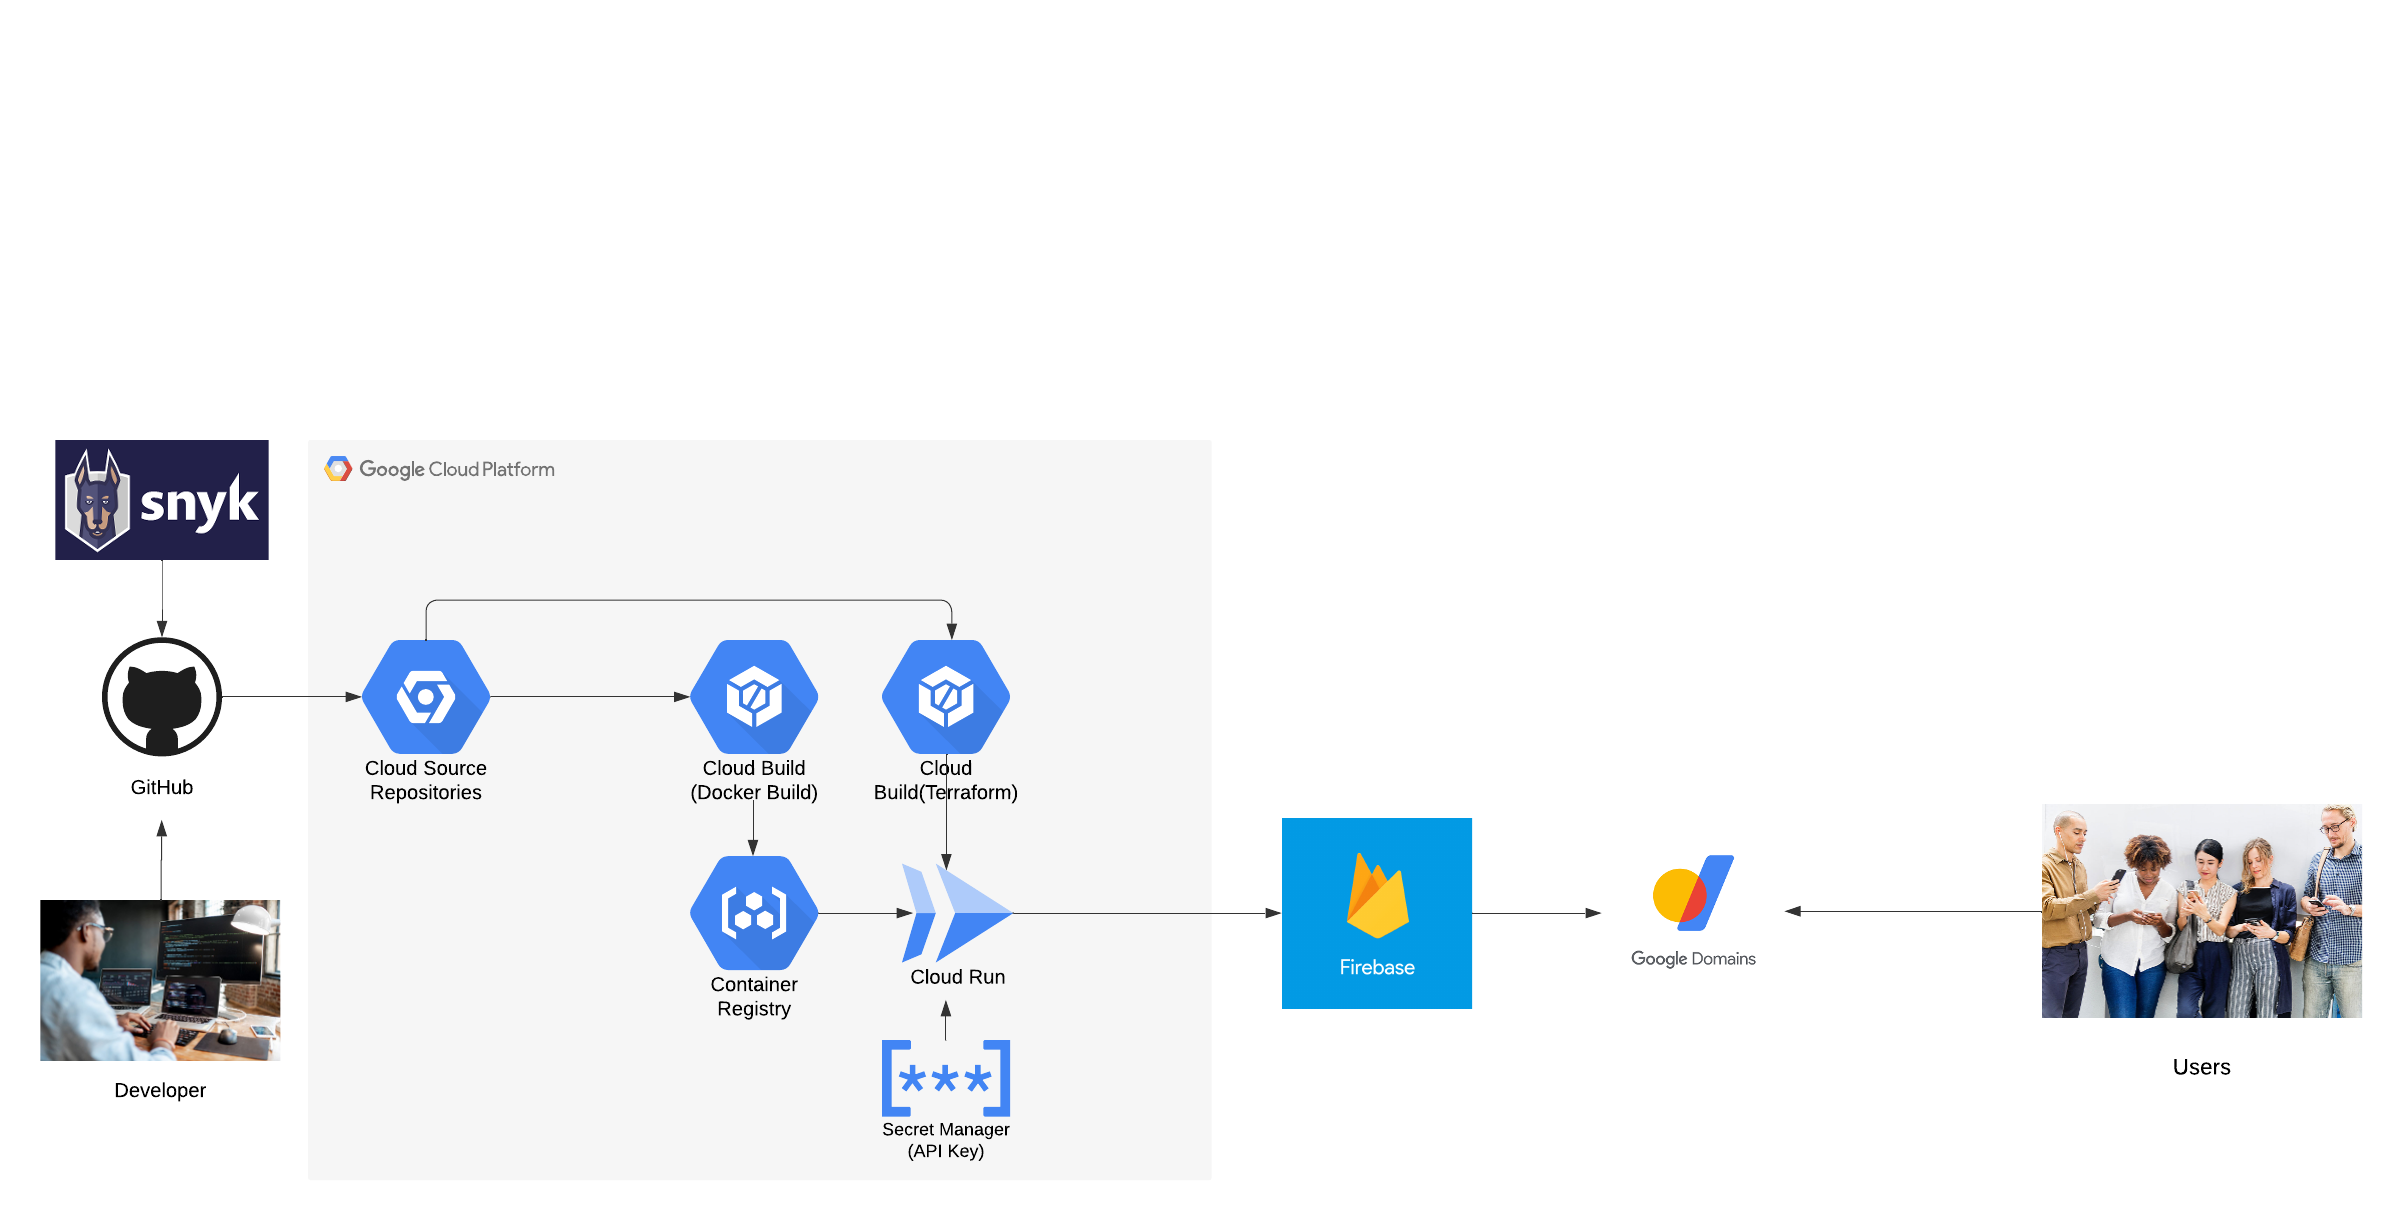 snyk
Google Cloud Platform
GitHub
Cloud Source
Repositories
Cloud Build
(Docker Build)
Cloud
Build(Terraform)
Container
Registry
Cloud Run
Secret Manager
(API Key)
Developer
Firebase
Google Domains
Users